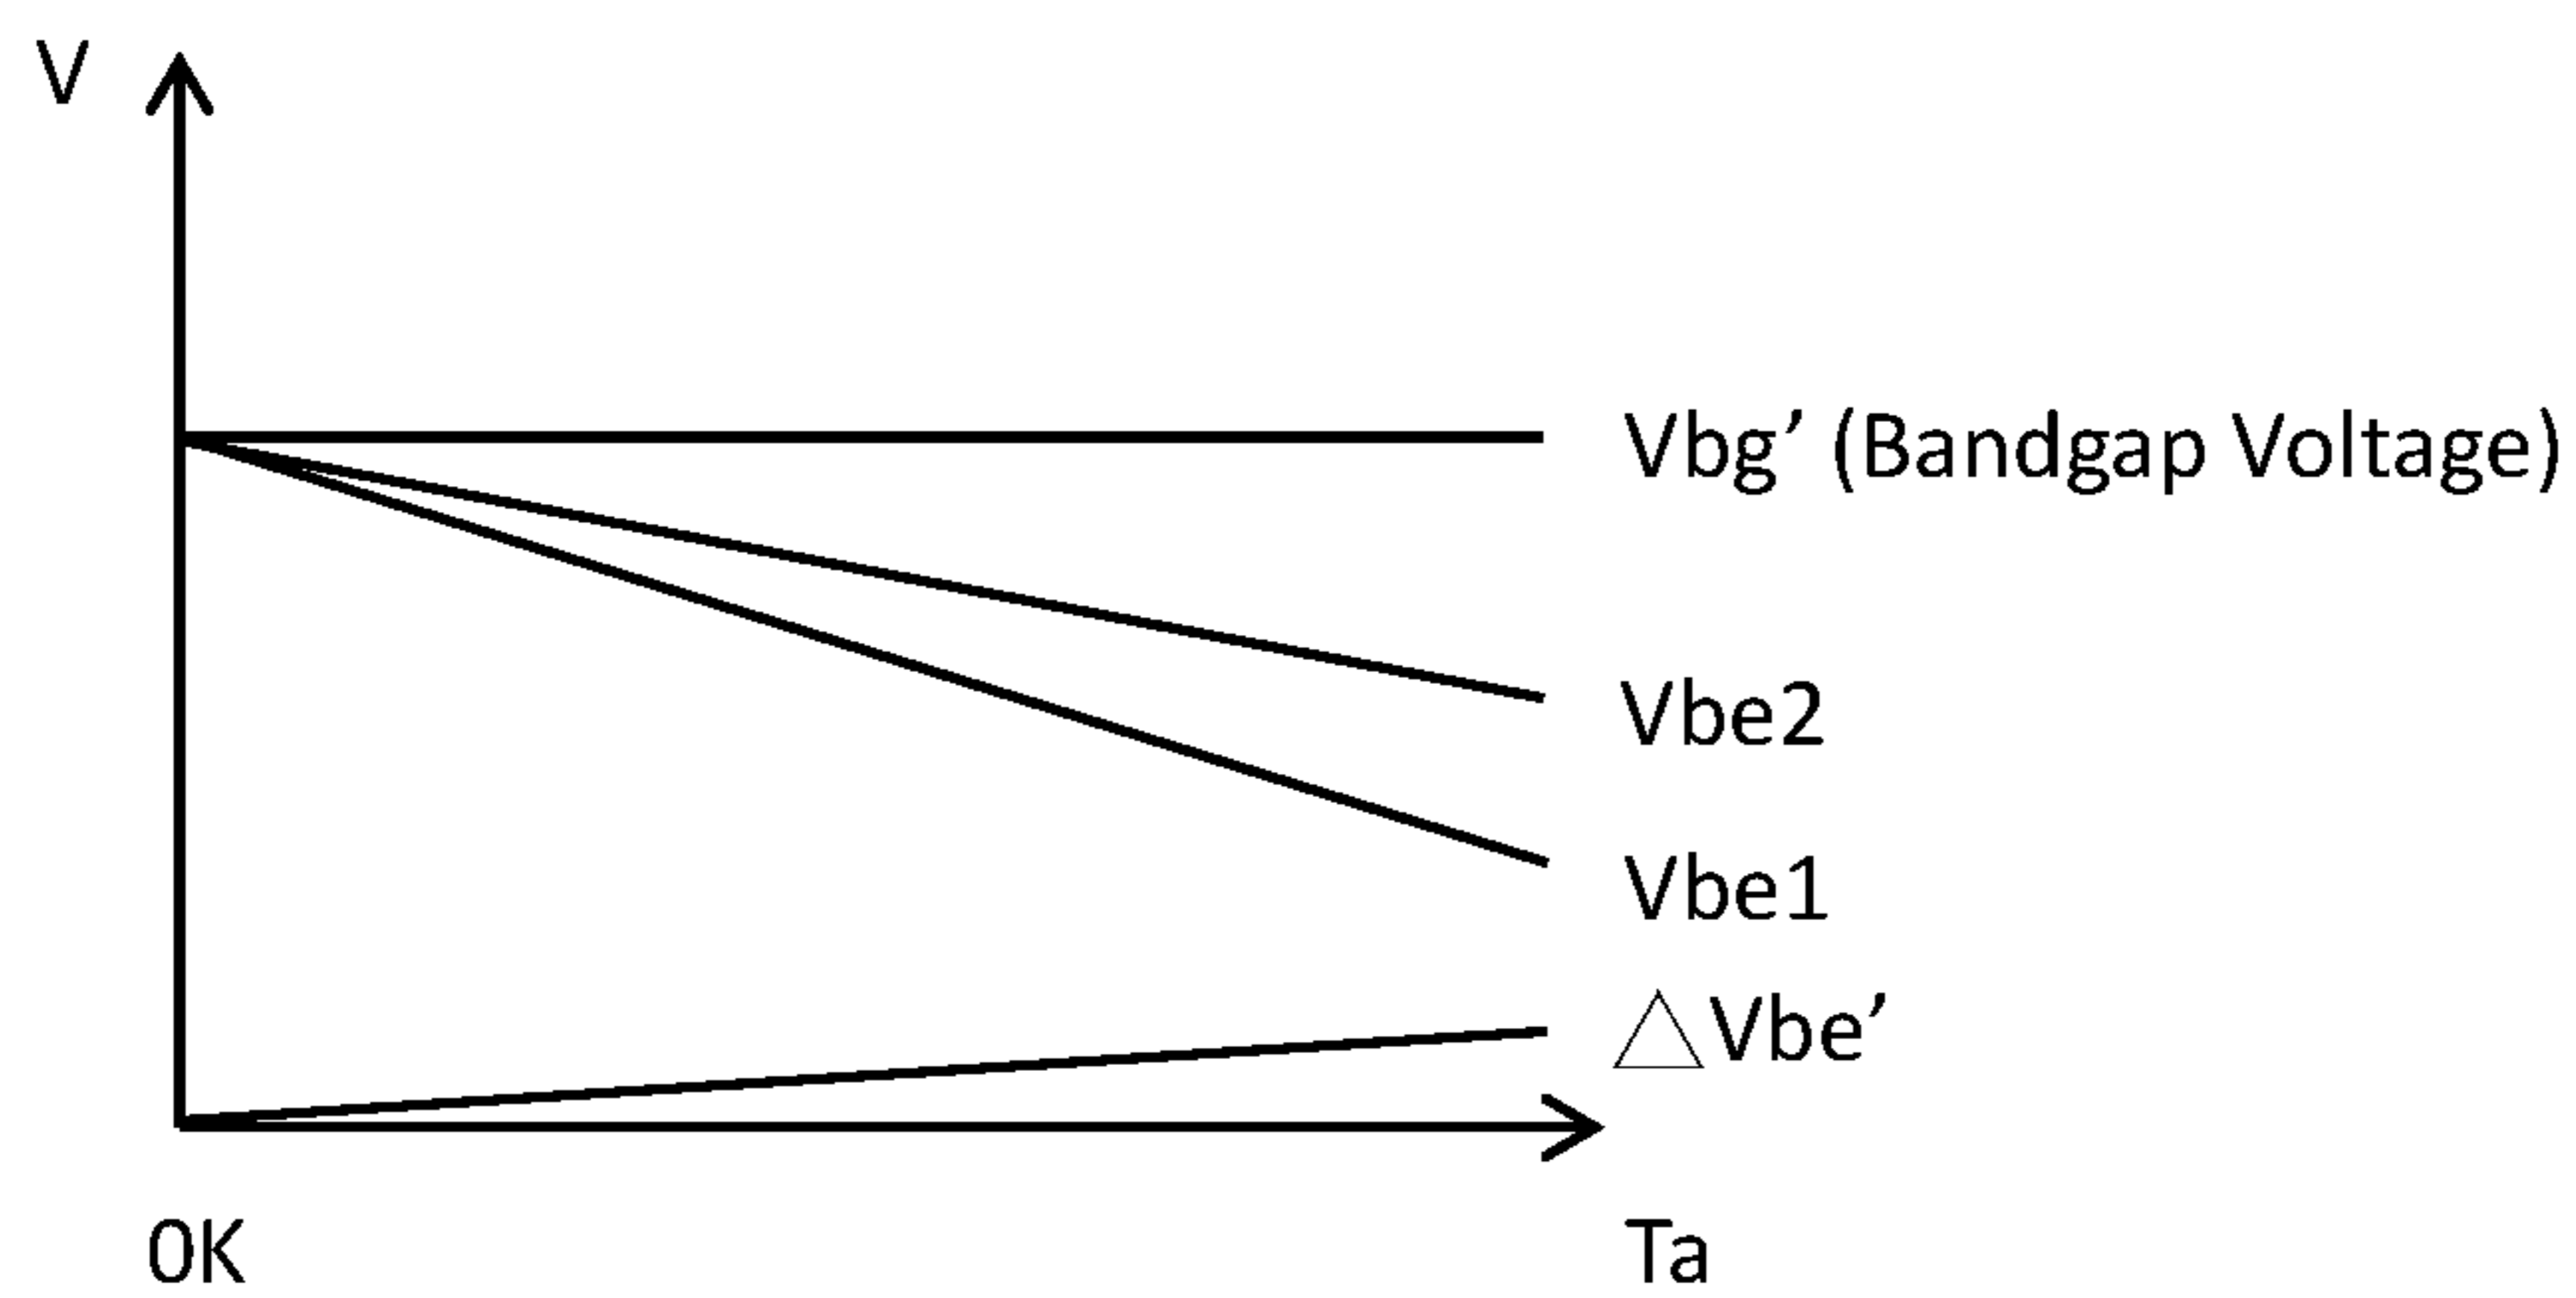 V
Vbg’ (Bandgap Voltage)
Vbe2
Vbe1
△Vbe’
0K
Ta